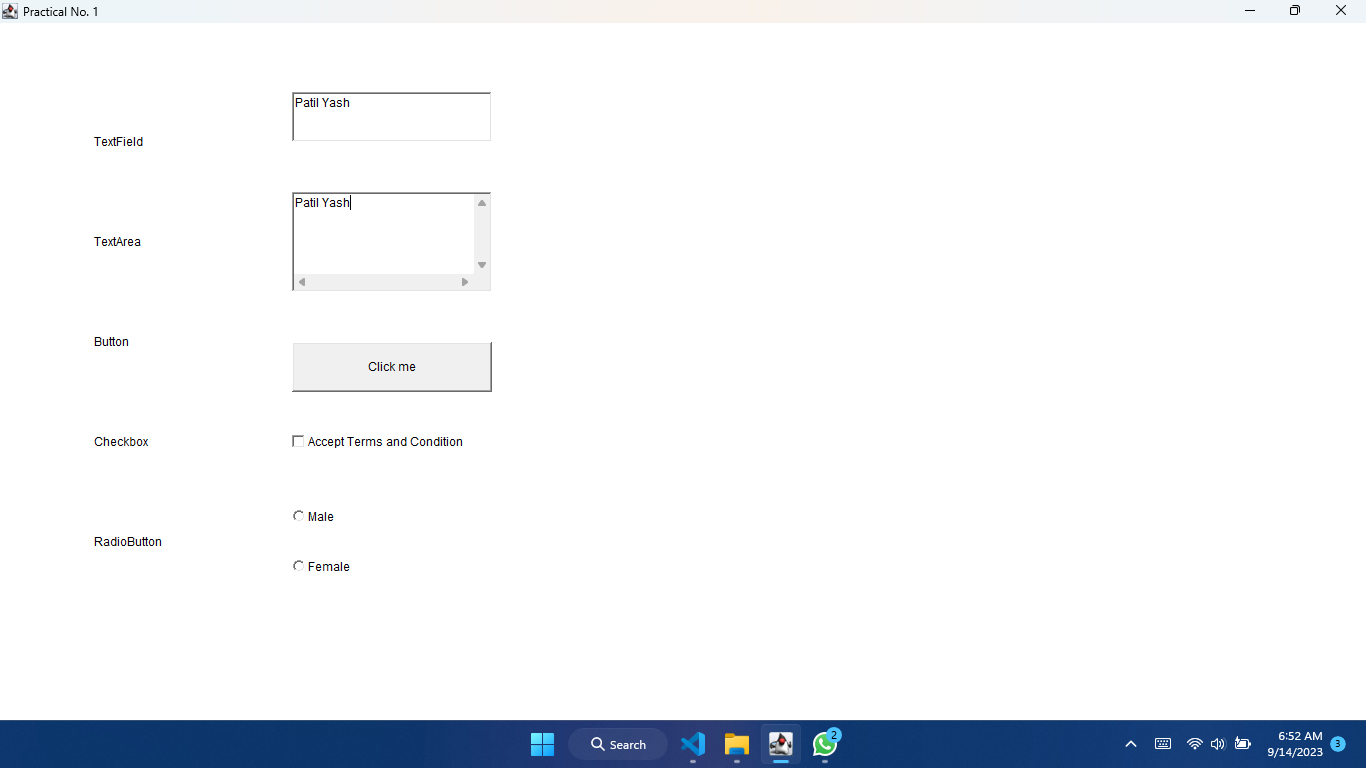 Practical No. 1
Patil Yash
TextField
Patil Yash
TextArea
Button
Click me
Checkbox
Accept Terms and Condition
Male
RadioButton
Female
Search
2
6:52 AM
9/14/2023
3